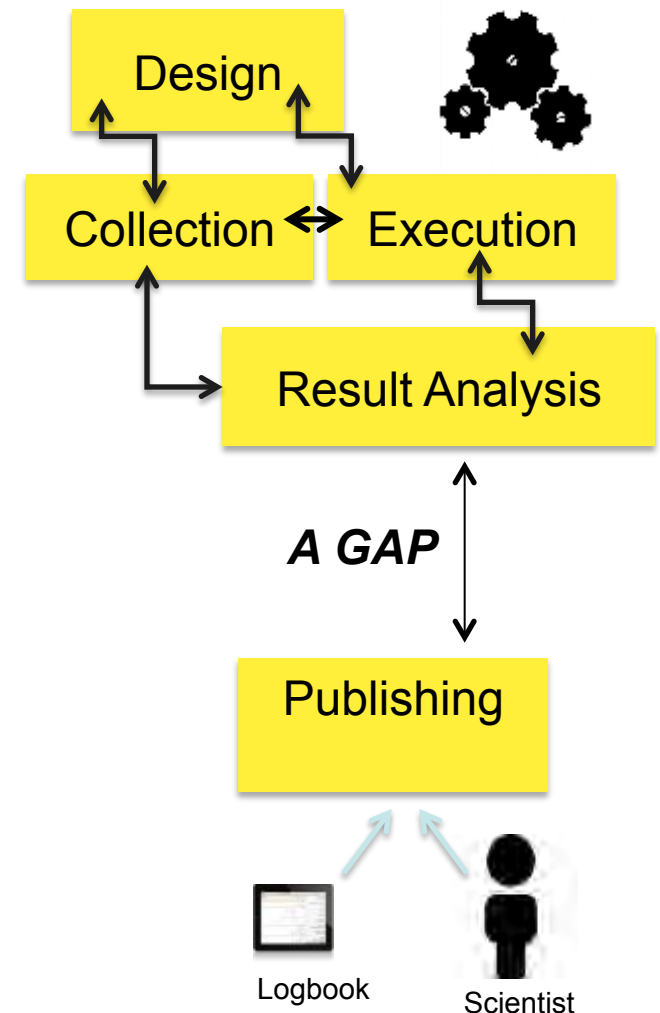 Design
Collection
Execution
Result Analysis
A GAP
Publishing
Logbook
Scientist